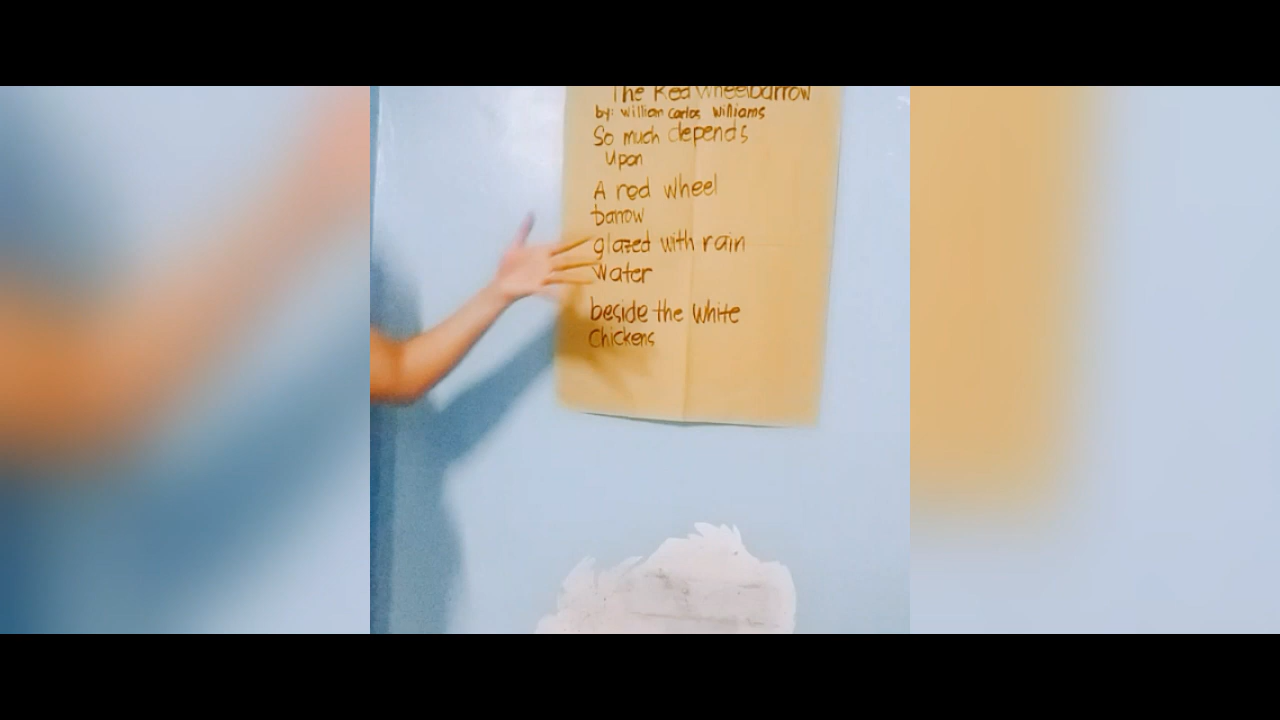 The Red Wheelbarrow
by: William Carlos Williams
So much depends
Upon
A red wheel
barrow
glazed with rain
Water
beside the White
Chickens